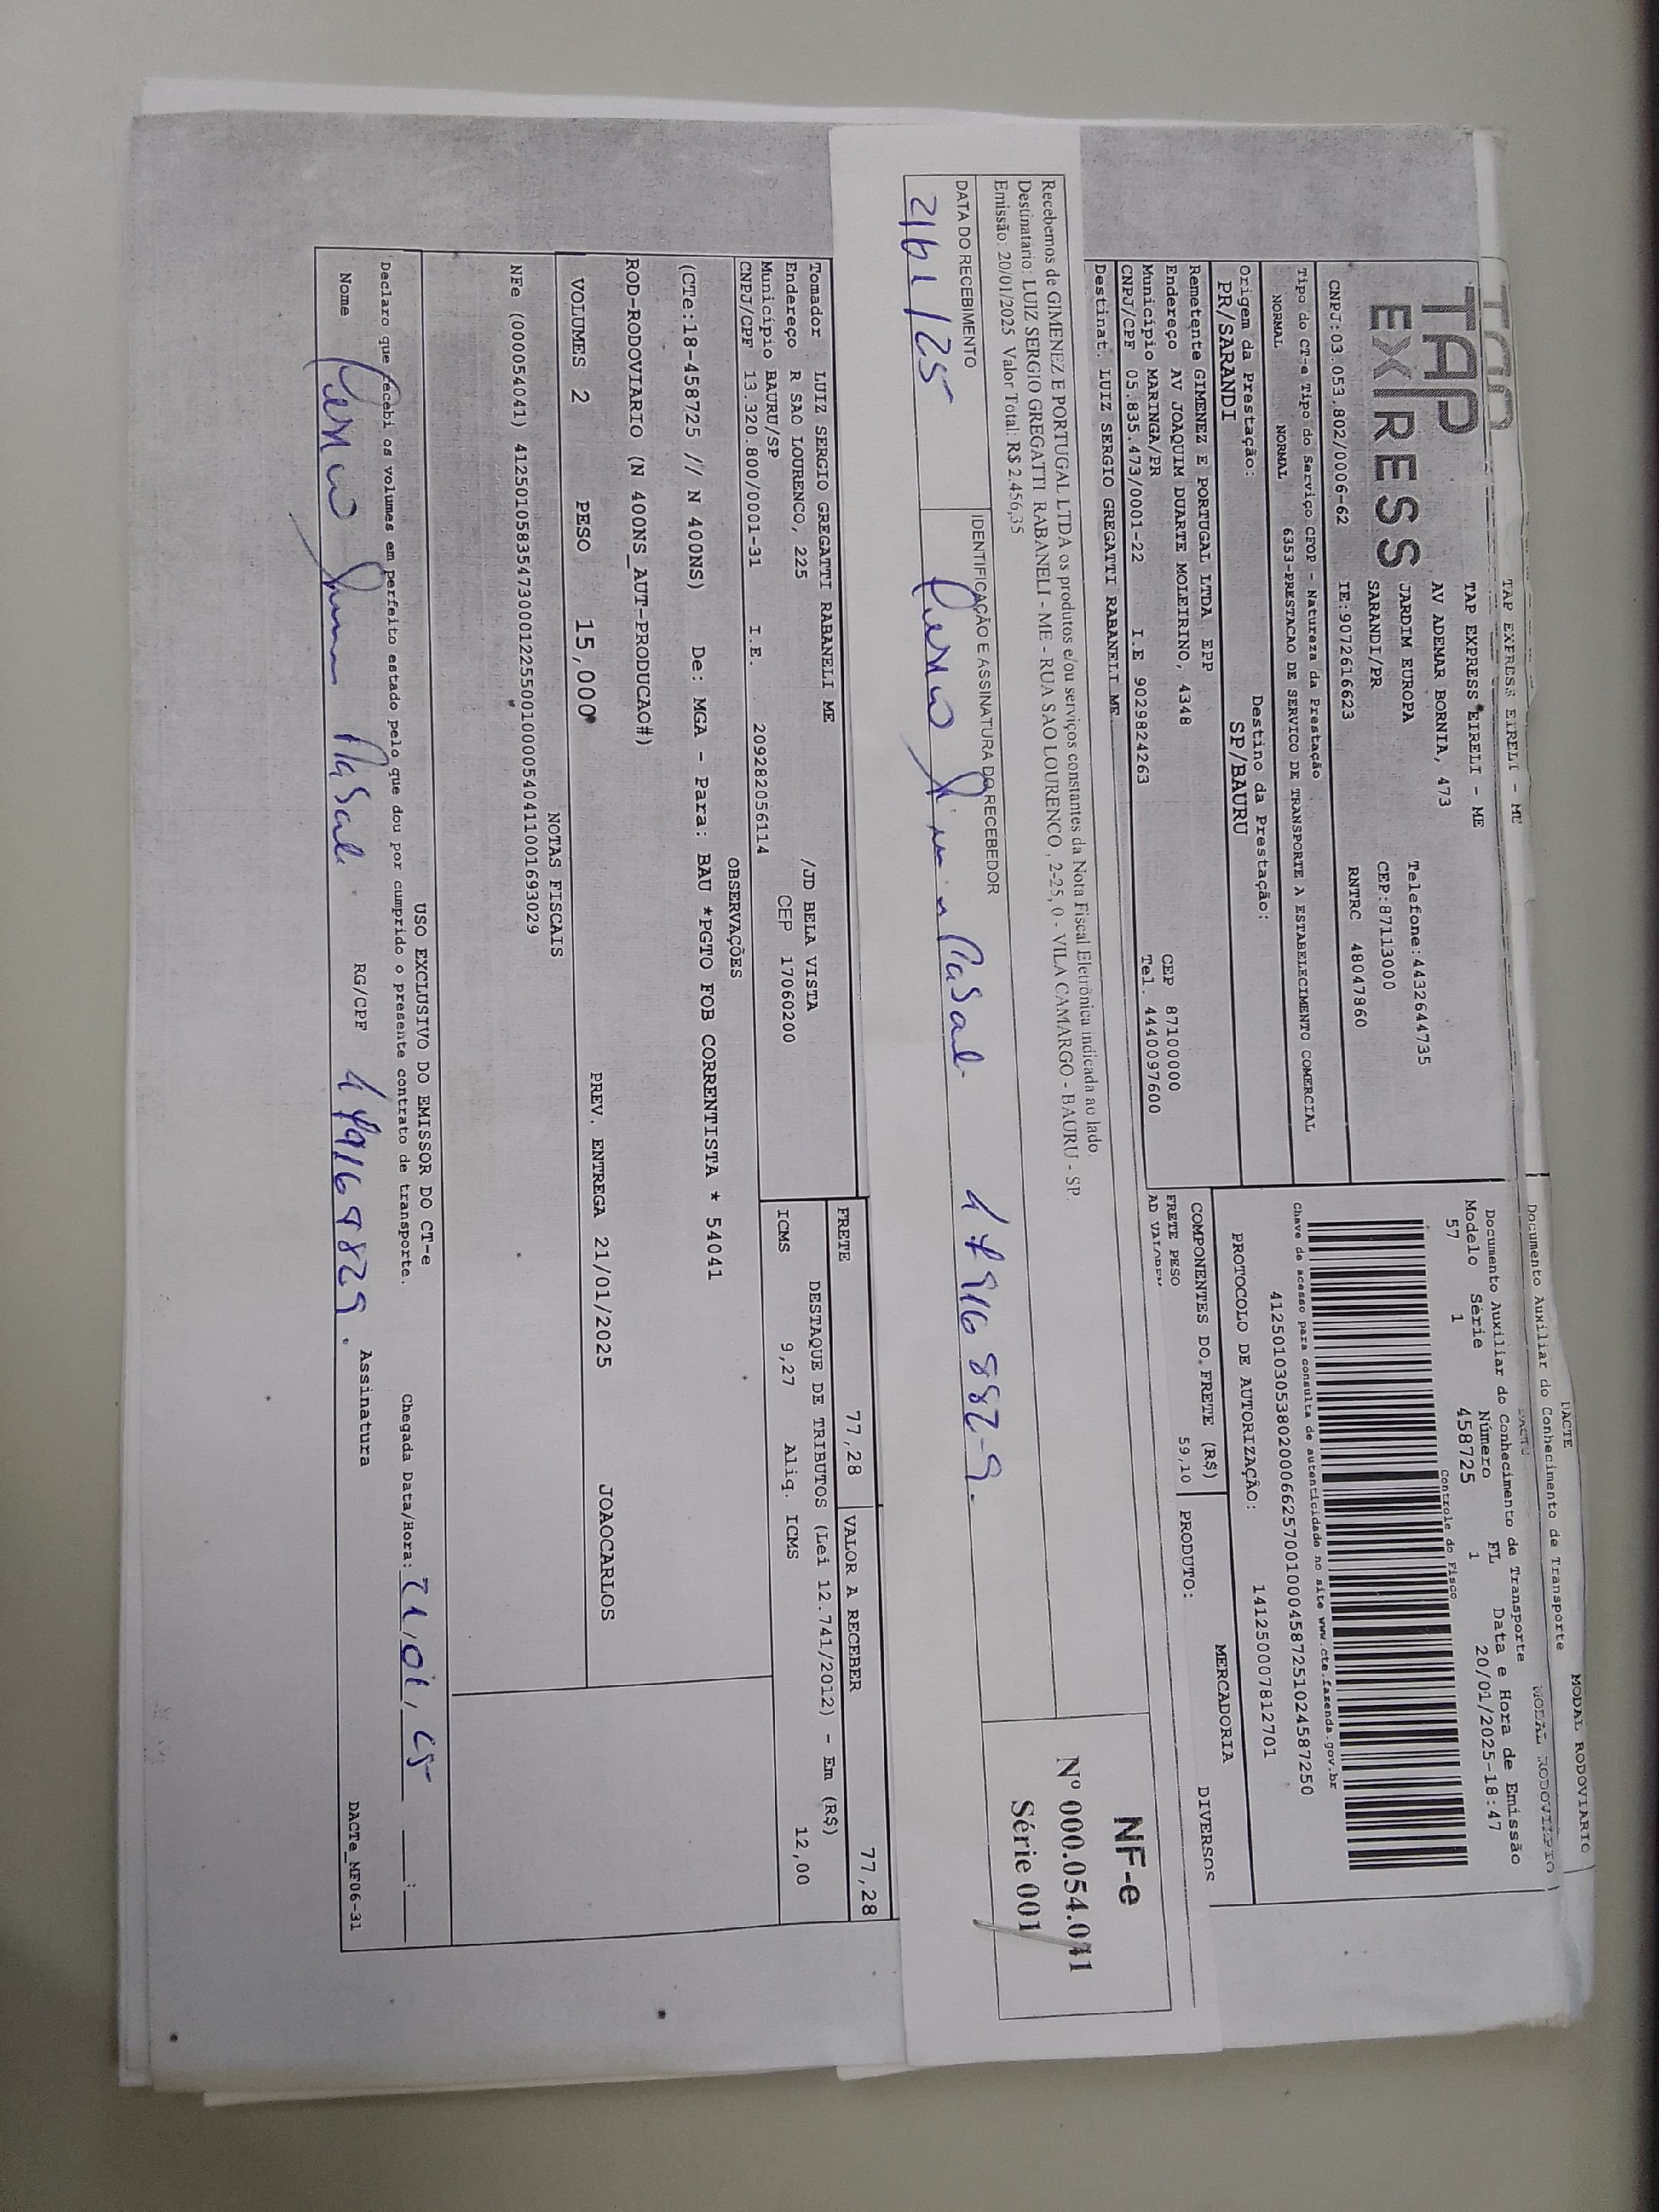 DACTE
MODAL RODOVIARIO
Documento Auxiliar do Conhecimento de Transporte
MODAL RODOVIARIO
TAP EXPRESS EIRELI - ME
TAP EXPRESS
TAP EXPRESS EIRELI - ME
AV ADEMAR BORNIA, 473
JARDIM EUROPA
SARANDI/PR
Telefone:4432644735
CEP:87113000
CNPJ:03.053.802/0006-62 IE:9072616623 RNTRC 48047860
Documento Auxiliar do Conhecimento de Transporte
Modelo Série Número FL Data e Hora de Emissão
57 1 458725 1 20/01/2025-18:47
Controle do Fisco
Tipo do CT-e Tipo do Serviço CFOP - Natureza da Prestação
NORMAL NORMAL 6353-PRESTACAO DE SERVICO DE TRANSPORTE A ESTABELECIMENTO COMERCIAL
Chave de acesso para consulta de autenticidade no site www.cte.fazenda.gov.br
41250103053802000662570010004587251024587250
Origem da Prestação: Destino da Prestação:
PR/SARANDI SP/BAURU
PROTOCOLO DE AUTORIZAÇÃO: 141250007812701
Remetente GIMENEZ E PORTUGAL LTDA EPP
Endereço AV JOAQUIM DUARTE MOLEIRINO, 4348
Município MARINGA/PR CEP 87100000
CNPJ/CPF 05.835.473/0001-22 I.E 9029824263 Tel. 4440097600
Destinat. LUIZ SERGIO GREGATTI RABANELI ME
COMPONENTES DO FRETE (R$) MERCADORIA
FRETE PESO 59,10 PRODUTO: DIVERSOS
AD VALOREM
Recebemos de GIMENEZ E PORTUGAL LTDA os produtos e/ou serviços constantes da Nota Fiscal Eletrônica indicada ao lado.
Destinatario: LUIZ SERGIO GREGATTI RABANELI - ME - RUA SAO LOURENCO , 2-25, 0 - VILA CAMARGO - BAURU - SP.
Emissão: 20/01/2025 Valor Total: R$ 2.456,35
DATA DO RECEBIMENTO IDENTIFICAÇÃO E ASSINATURA DO RECEBEDOR
NF-e
Nº 000.054.041
Série 001
Tomador LUIZ SERGIO GREGATTI RABANELI ME
Endereço R SAO LOURENCO, 225 /JD BELA VISTA
Município BAURU/SP CEP 17060200
CNPJ/CPF 13.320.800/0001-31 I.E. 209282056114
FRETE 77,28 VALOR A RECEBER 77,28
DESTAQUE DE TRIBUTOS (Lei 12.741/2012) - Em (R$)
ICMS 9,27 Aliq. ICMS 12,00
OBSERVAÇÕES
(CTe:18-458725 // N 400NS) De: MGA - Para: BAU *PGTO FOB CORRENTISTA * 54041
ROD-RODOVIARIO (N 400NS_AUT-PRODUCAO#)
VOLUMES 2 PESO 15,000 PREV. ENTREGA 21/01/2025 JOAOCARLOS
NOTAS FISCAIS
NFe (000054041) 41250105835473000122550010000540411001693029
USO EXCLUSIVO DO EMISSOR DO CT-e
Declaro que recebi os volumes em perfeito estado pelo que dou por cumprido o presente contrato de transporte. Chegada Data/Hora: 21/01/25 __:__
Nome RG/CPF Assinatura
DACTe_MF06-31